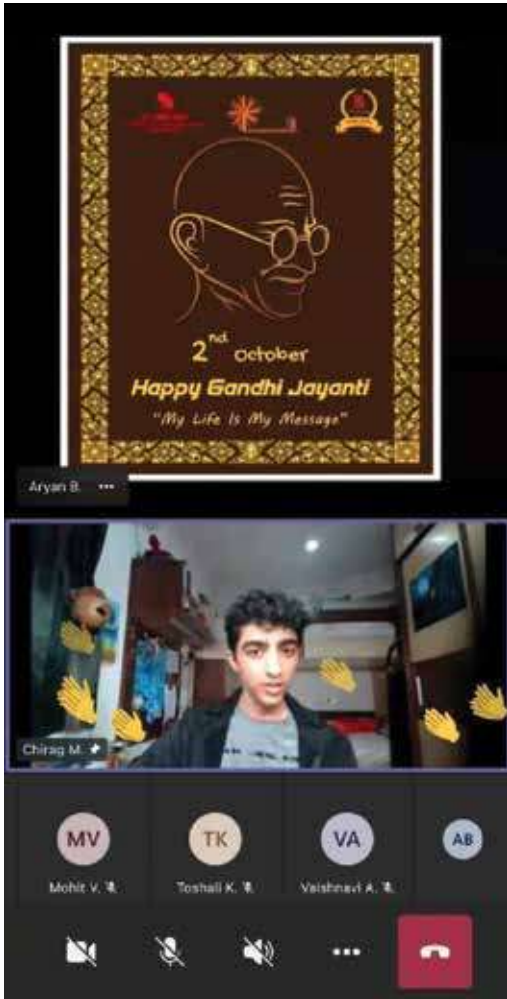 2nd October
Happy Gandhi Jayanti
"My Life Is My Message"
Aryan B. •••
Chirag M.
MV
TK
VA
AB
Mohit V.
Toshali K.
Vaishnavi A.